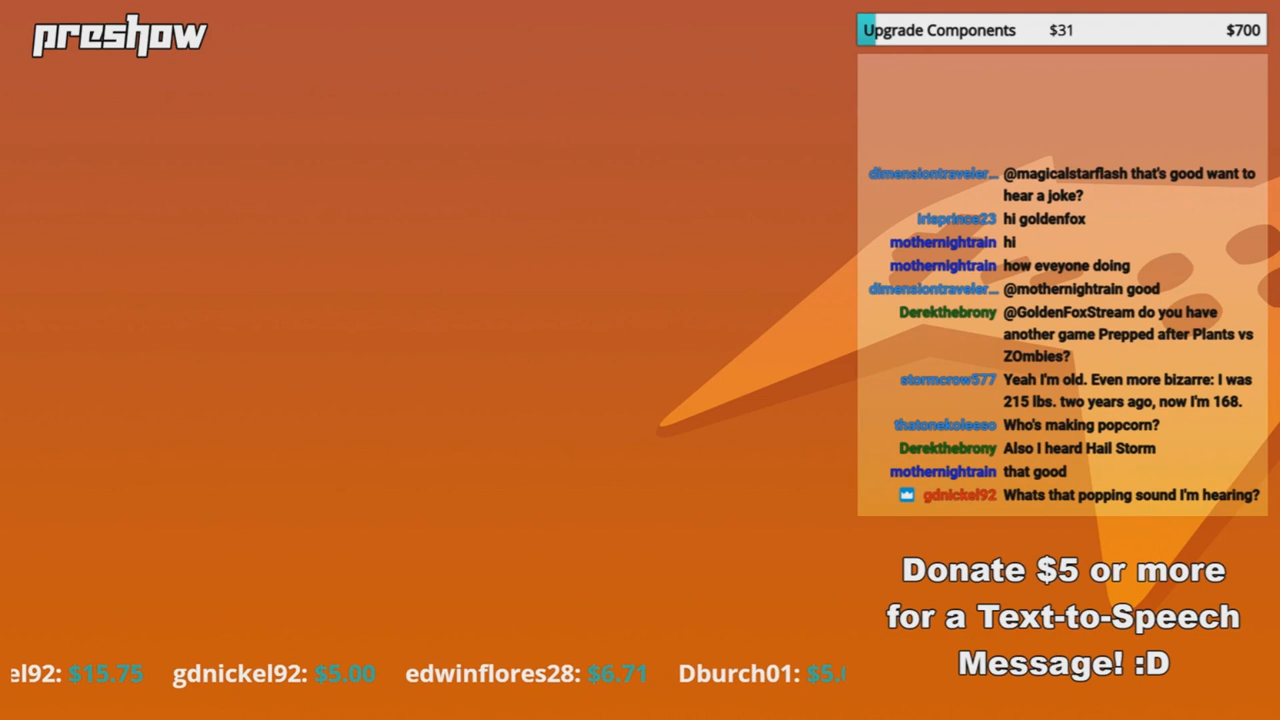 preshow
Upgrade Components $31 $700
dimensiontraveler... @magicalstarflash that's good want to
hear a joke?
irisprince23 hi goldenfox
mothernightrain hi
mothernightrain how eveyone doing
dimensiontraveler... @mothernightrain good
Derekthebrony @GoldenFoxStream do you have
another game Prepped after Plants vs
ZOmbies?
stormcrow577 Yeah I'm old. Even more bizarre: I was
215 lbs. two years ago, now I'm 168.
thatonekoleeso Who's making popcorn?
Derekthebrony Also I heard Hail Storm
mothernightrain that good
gdnickel92 Whats that popping sound I'm hearing?
Donate $5 or more
for a Text-to-Speech
Message! :D
el92: $15.75 gdnickel92: $5.00 edwinflores28: $6.71 Dburch01: $5.